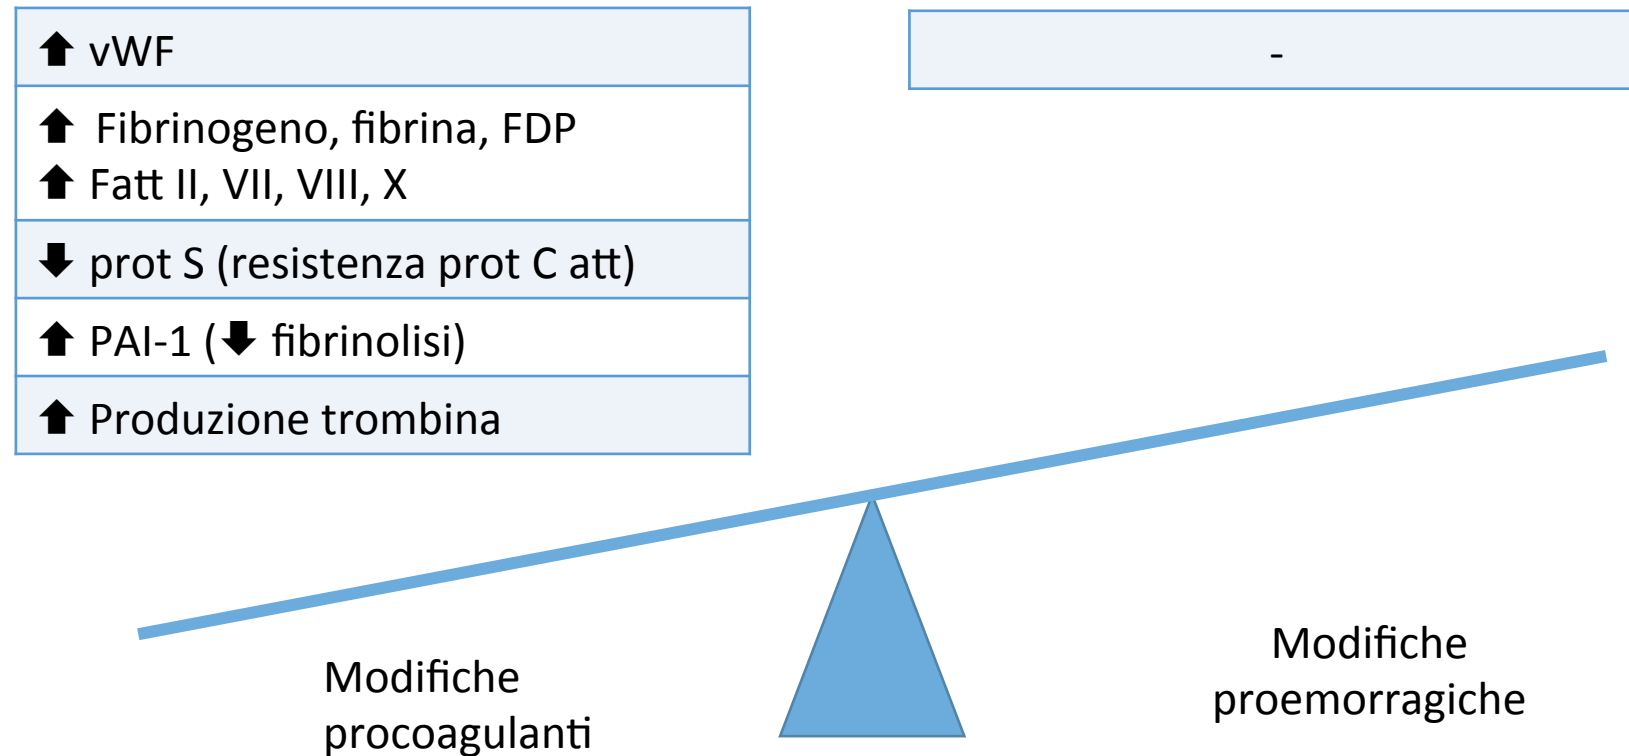 ⬆ vWF
⬆ Fibrinogeno, fibrina, FDP
⬆ Fatt II, VII, VIII, X
⬇ prot S (resistenza prot C att)
⬆ PAI-1 (⬇ fibrinolisi)
⬆ Produzione trombina
-
Modifiche
procoagulanti
Modifiche
proemorragiche